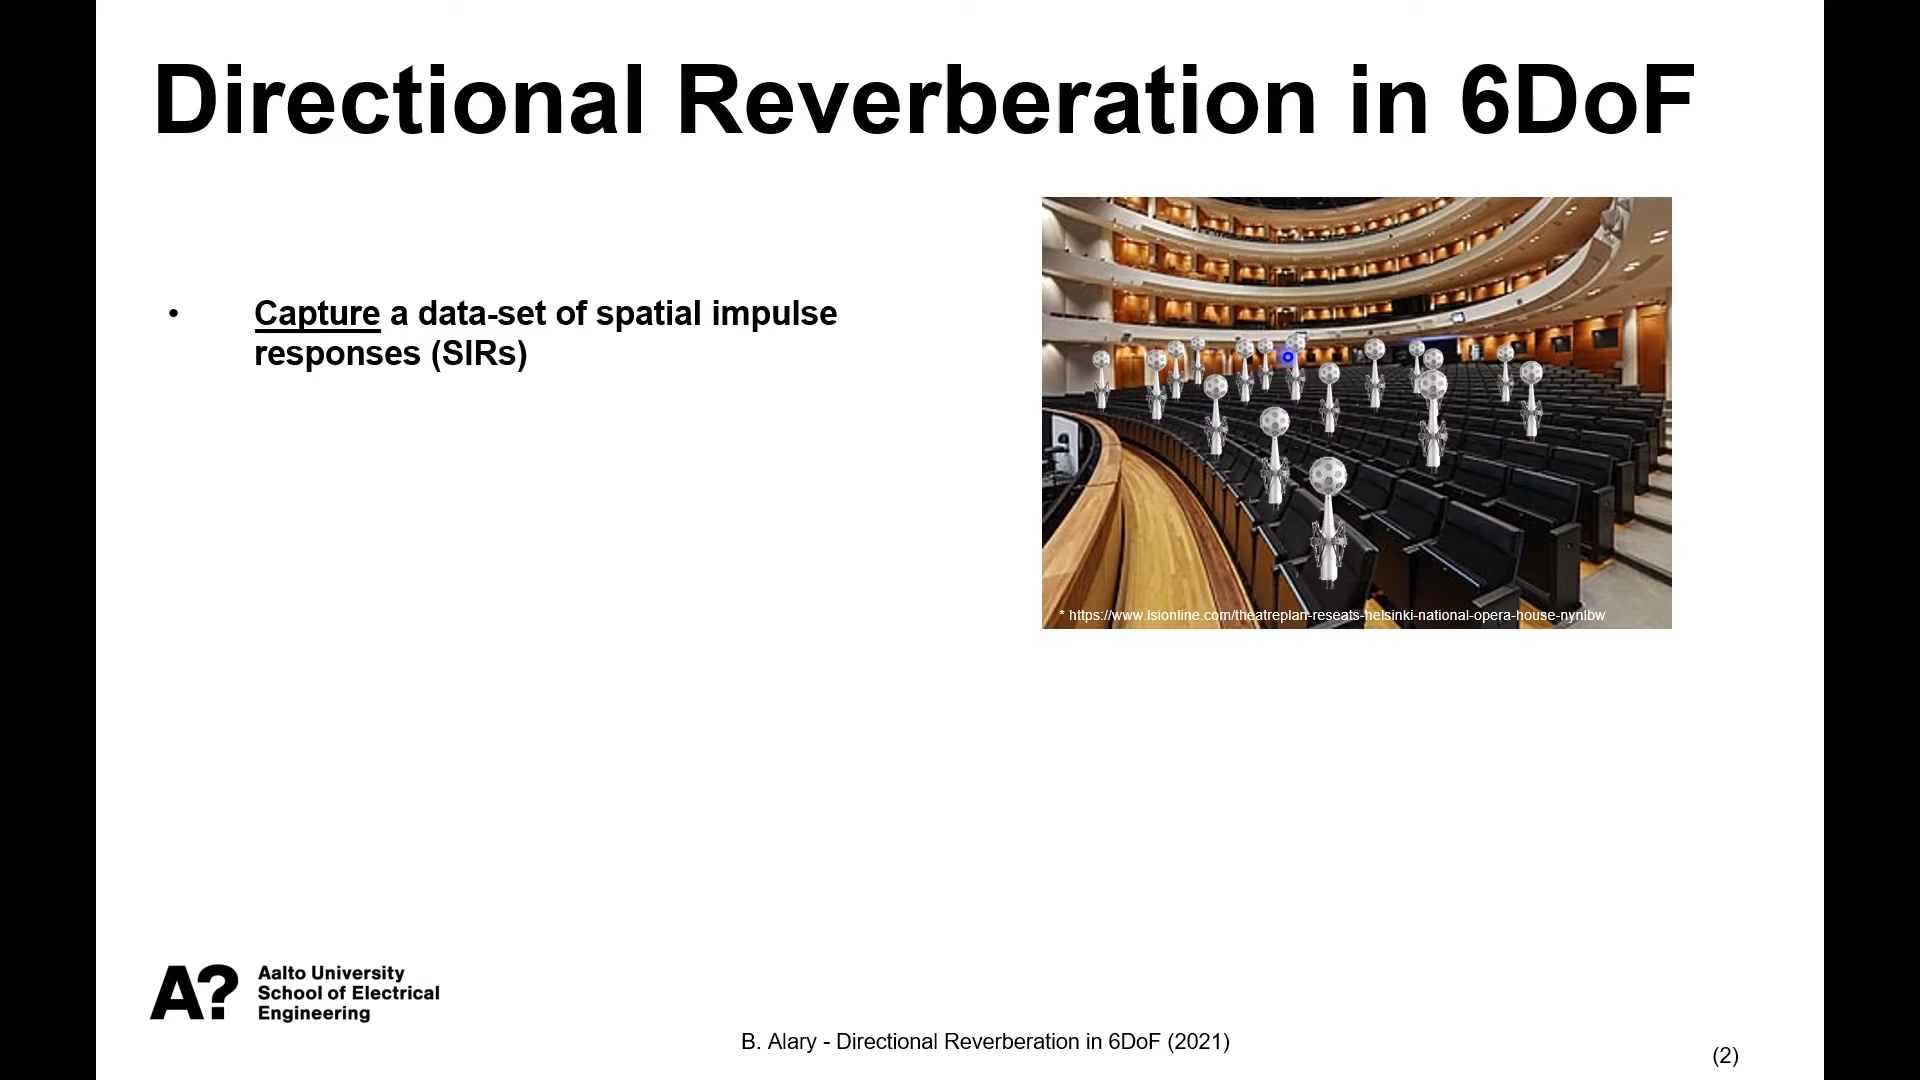 Directional Reverberation in 6DoF
• Capture a data-set of spatial impulse
responses (SIRs)
* https://www.lsionline.com/theatreplan-reseats-helsinki-national-opera-house-nynlbw
A? Aalto University
School of Electrical
Engineering
B. Alary - Directional Reverberation in 6DoF (2021)
(2)